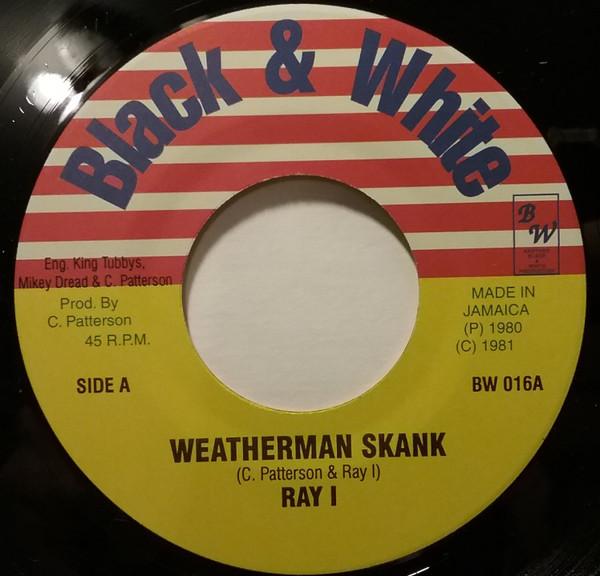 Black & White
B
W
Eng. King Tubbys,
Mikey Dread & C. Patterson
Prod. By
C. Patterson
45 R.P.M.
MADE IN
JAMAICA
(P) 1980
(C) 1981
SIDE A
BW 016A
WEATHERMAN SKANK
(C. Patterson & Ray I)
RAY I